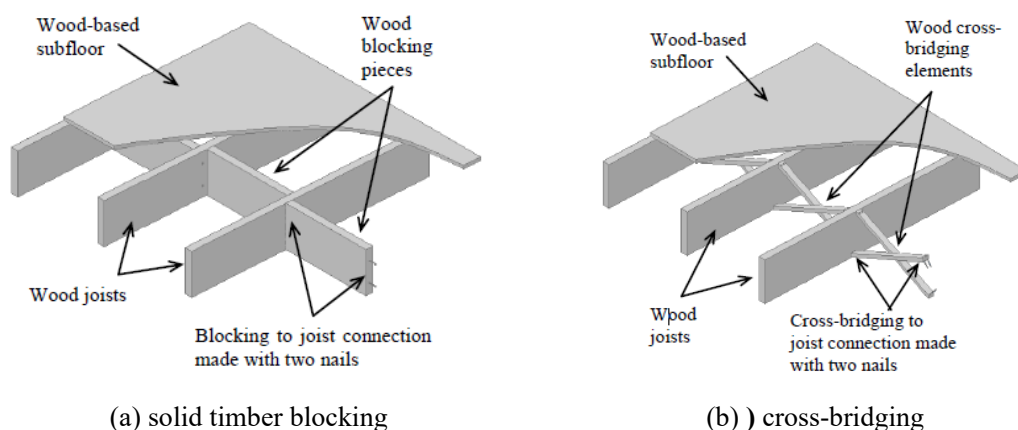 Wood-based
subfloor
Wood
blocking
pieces
Wood joists
Blocking to joist connection
made with two nails
(a) solid timber blocking
Wood-based
subfloor
Wood cross-
bridging
elements
Wood
joists
Cross-bridging to
joist connection made
with two nails
(b) ) cross-bridging